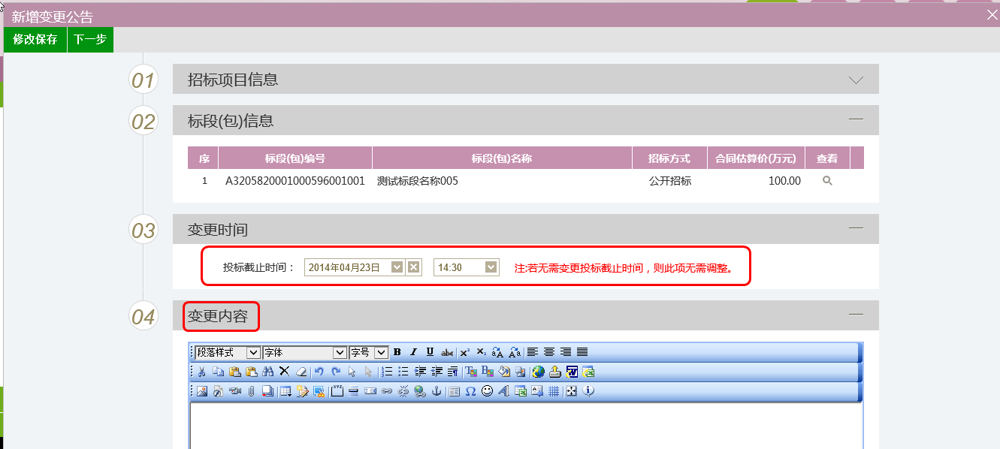 新增变更公告
修改保存 下一步
01 招标项目信息
02 标段(包)信息
序 标段(包)编号 标段(包)名称 招标方式 合同估算价(万元) 查看
1 A3205820001000596001001 测试标段名称005 公开招标 100.00
03 变更时间
投标截止时间： 2014年04月23日 14:30 注:若无需变更投标截止时间，则此项无需调整。
04 变更内容
段落样式 字体 字号 B I U abc x² x₂ aA Aa